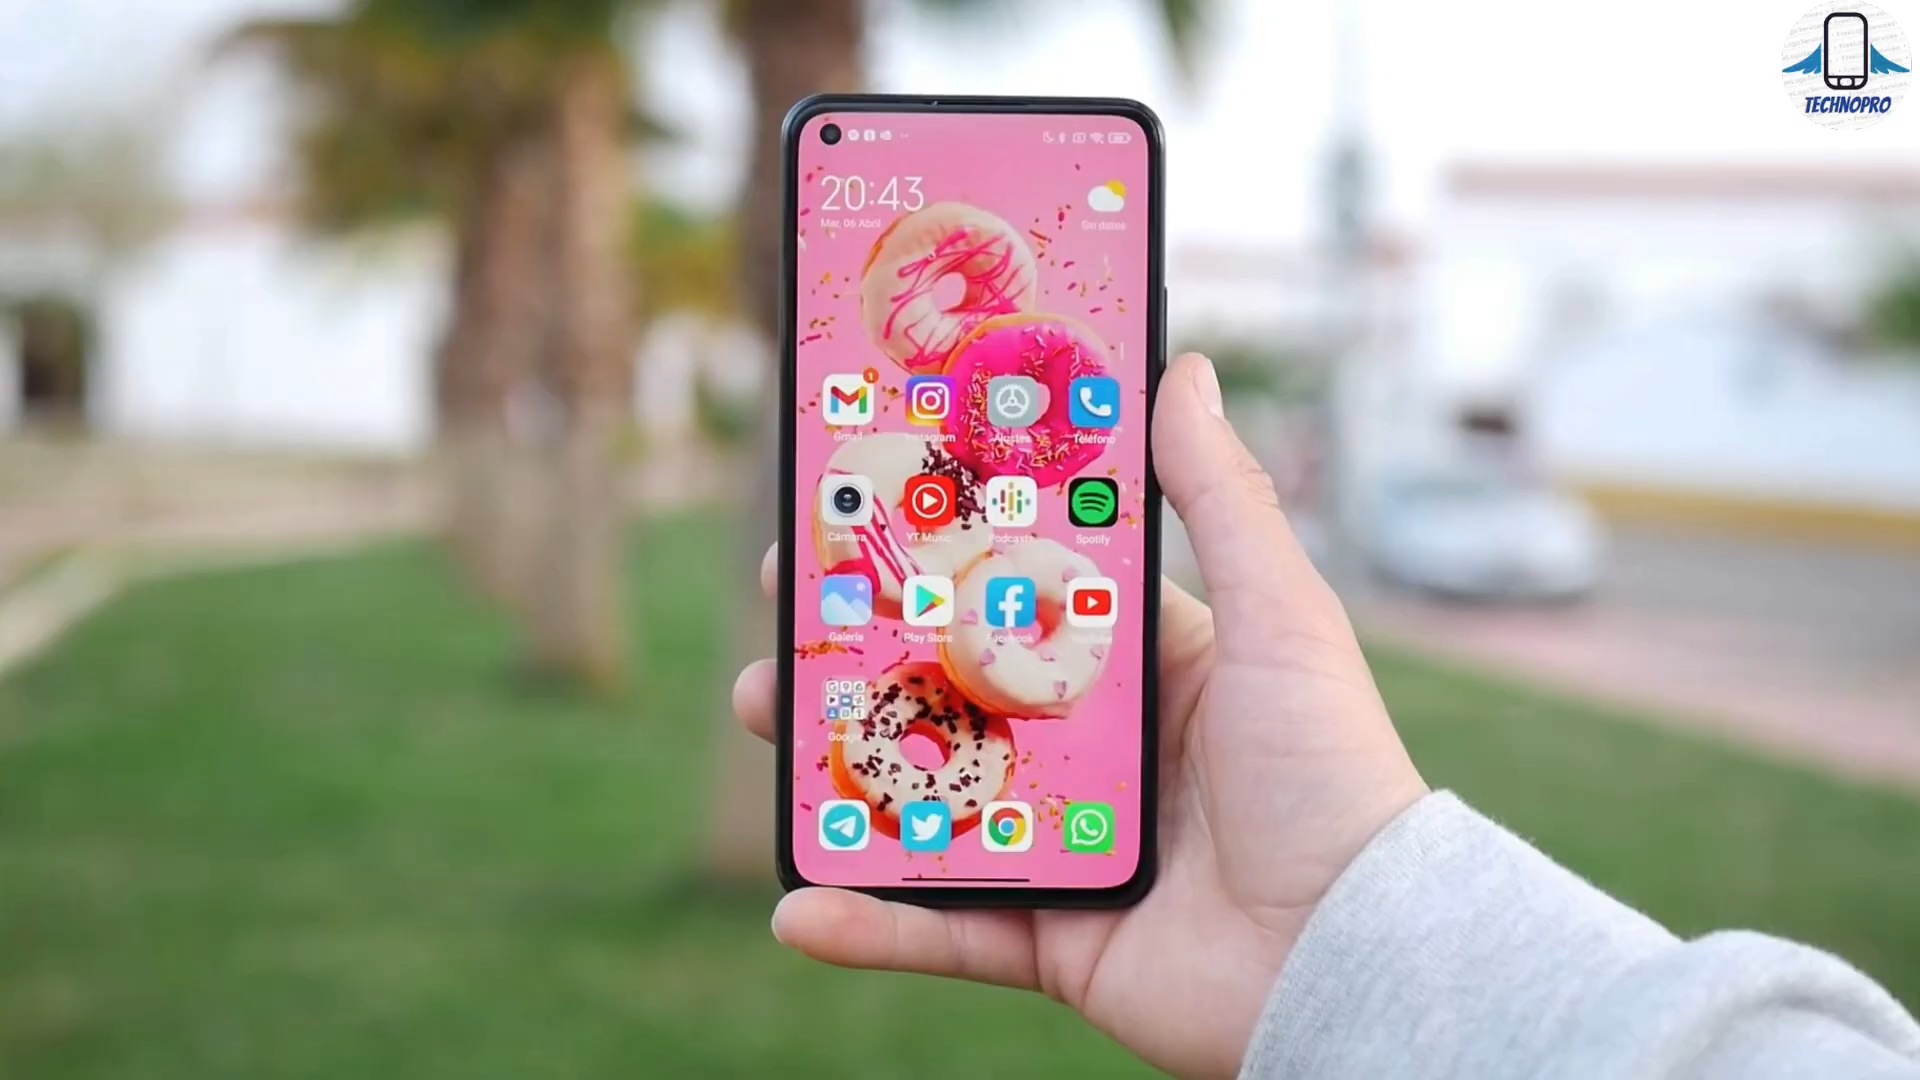 TECHNOPRO
20:43
Mar, 06 Abril
Sin datos
1
Gmail
Instagram
Ajustes
Teléfono
Cámara
YT Music
Podcasts
Spotify
Galería
Play Store
Facebook
YouTube
Google